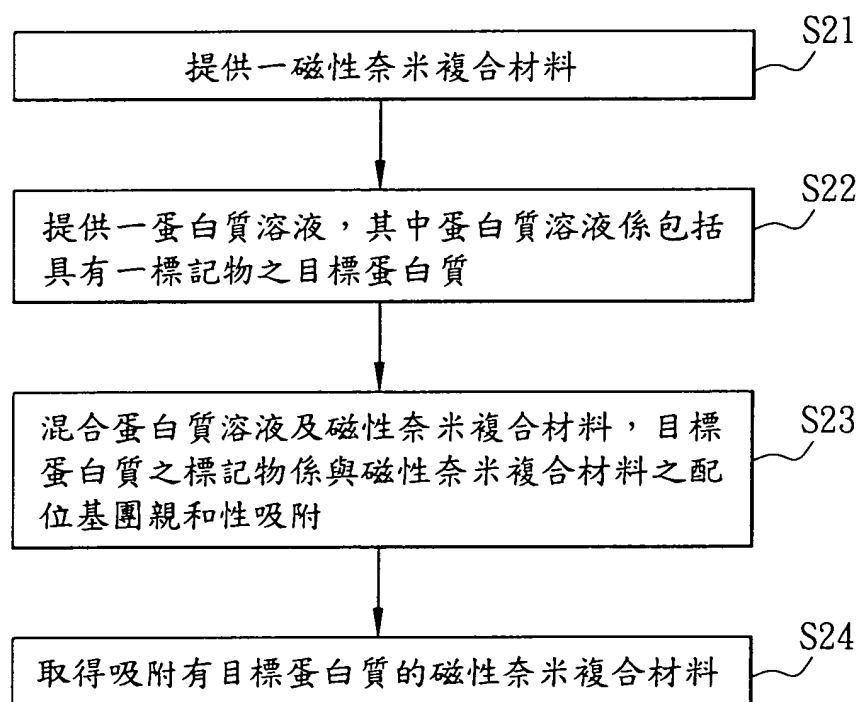 S21
提供一磁性奈米複合材料
S22
提供一蛋白質溶液，其中蛋白質溶液係包括
具有一標記物之目標蛋白質
S23
混合蛋白質溶液及磁性奈米複合材料，目標
蛋白質之標記物係與磁性奈米複合材料之配
位基團親和性吸附
S24
取得吸附有目標蛋白質的磁性奈米複合材料